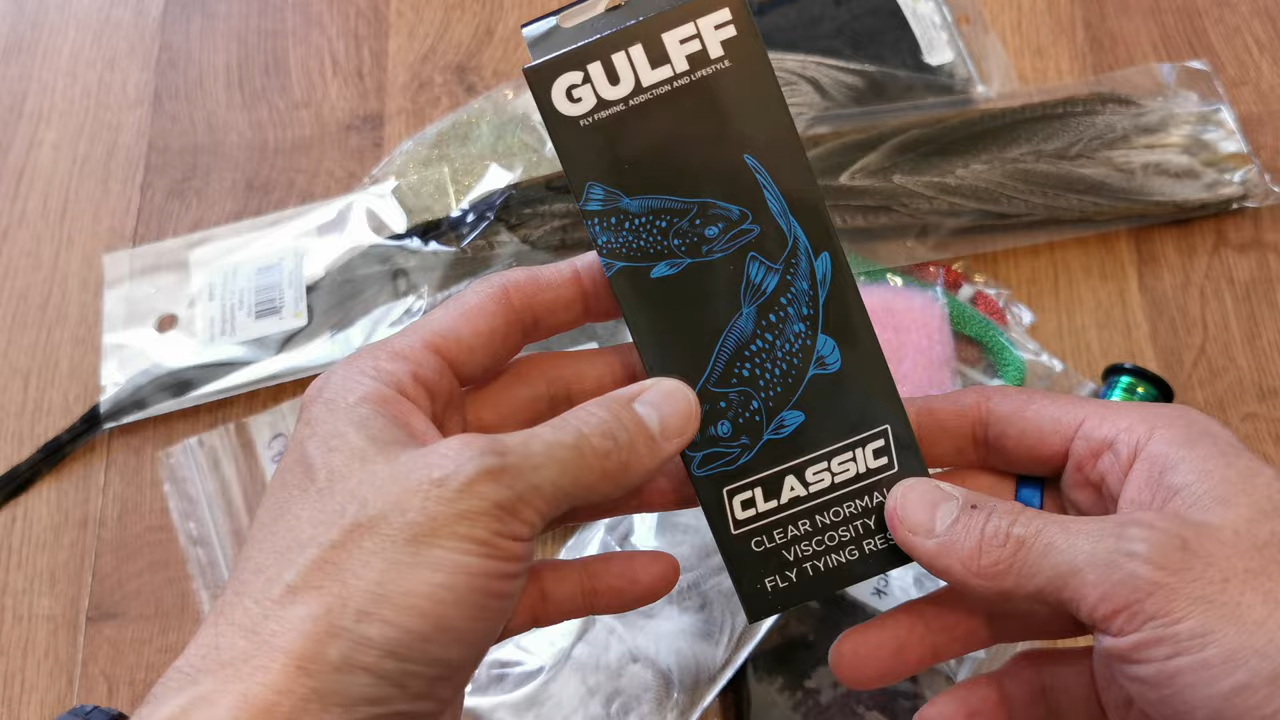 GULFF
FLY FISHING, ADDICTION AND LIFESTYLE.
CLASSIC
CLEAR NORMAL
VISCOSITY
FLY TYING RES